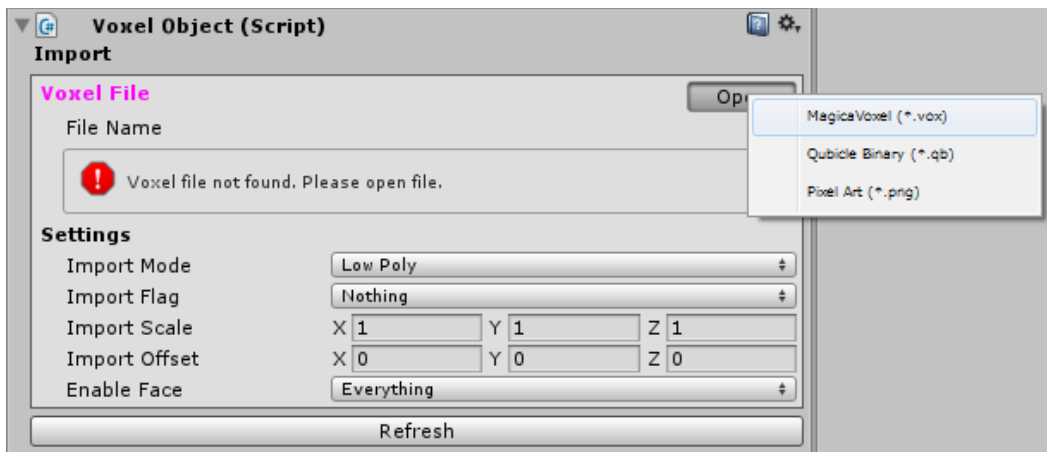 Voxel Object (Script)
Import
Voxel File
Op
File Name
Voxel file not found. Please open file.
MagicaVoxel (*.vox)
Qubicle Binary (*.qb)
Pixel Art (*.png)
Settings
Import Mode Low Poly
Import Flag Nothing
Import Scale X 1 Y 1 Z 1
Import Offset X 0 Y 0 Z 0
Enable Face Everything
Refresh